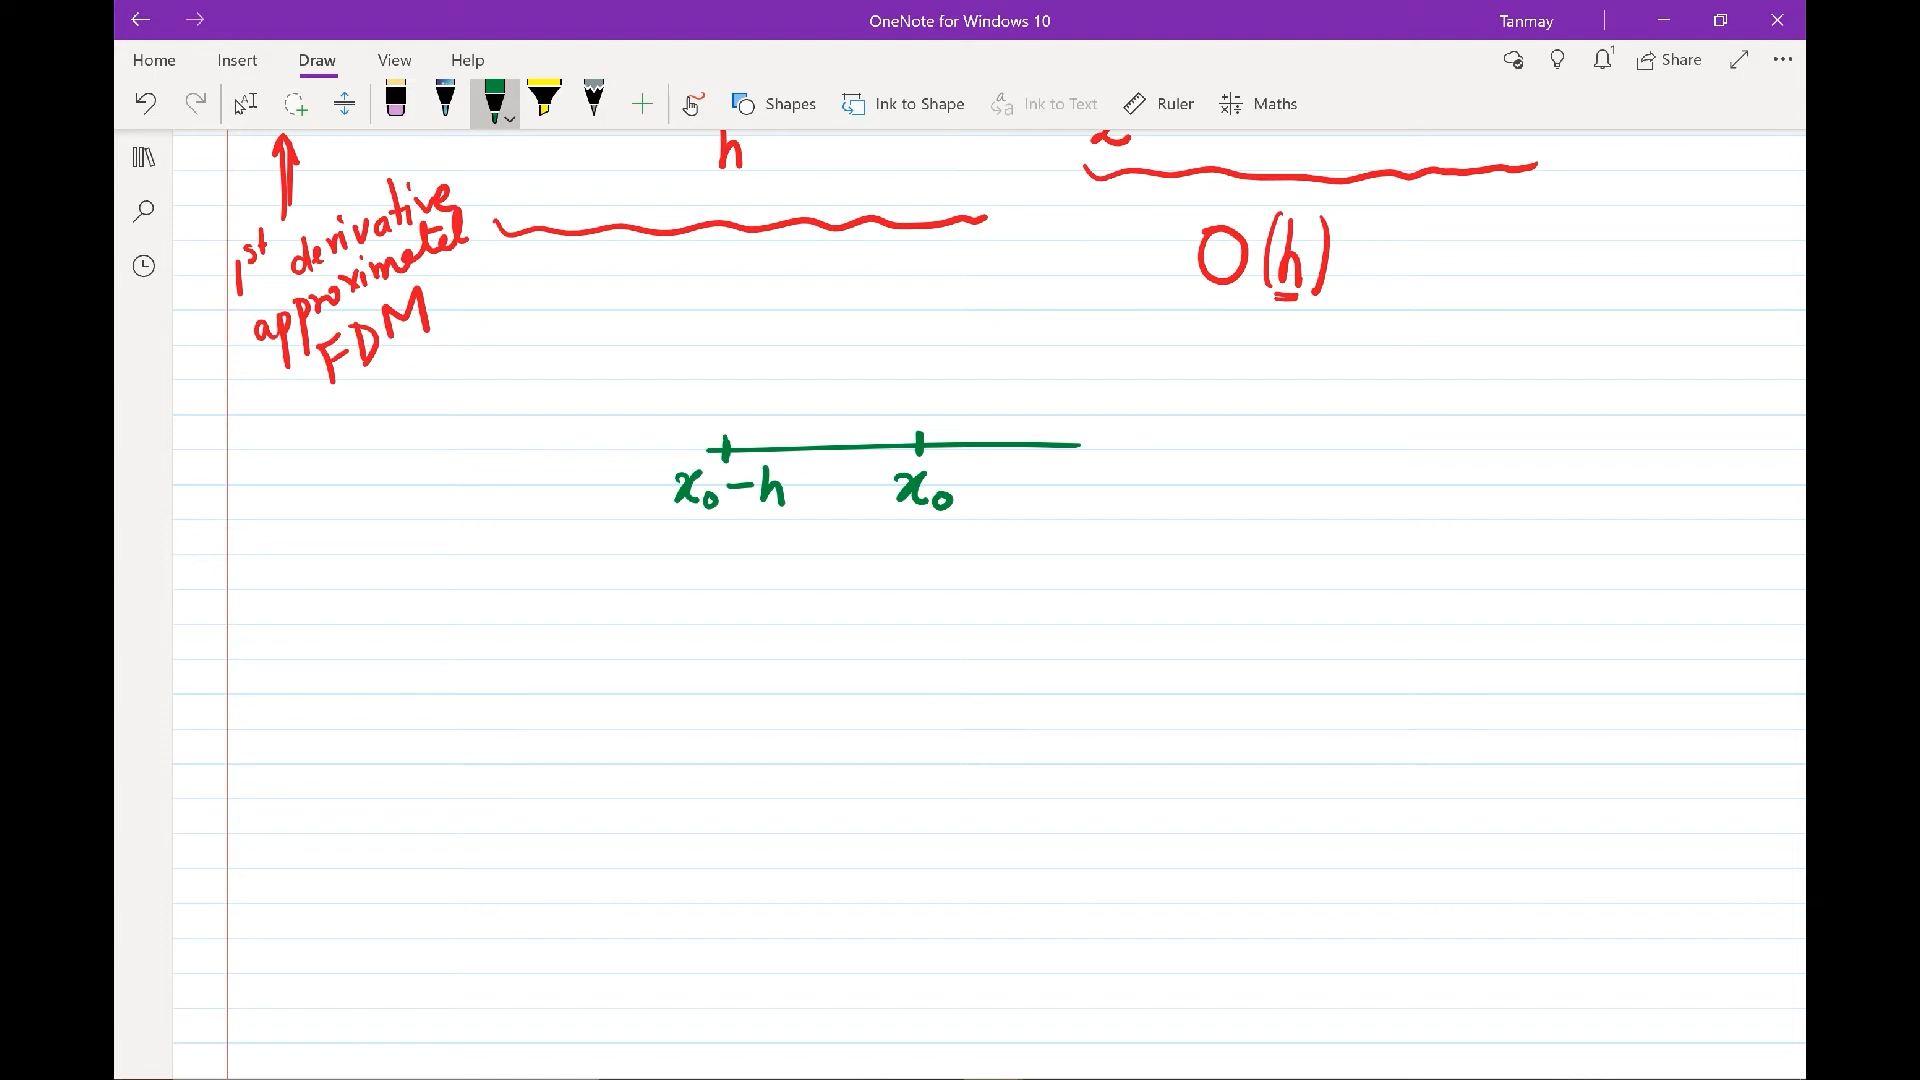 OneNote for Windows 10
Tanmay
Home Insert Draw View Help
1 Share
Shapes Ink to Shape Ink to Text Ruler Maths
h
1st derivative
approximated
FDM
O(h)
x₀-h x₀